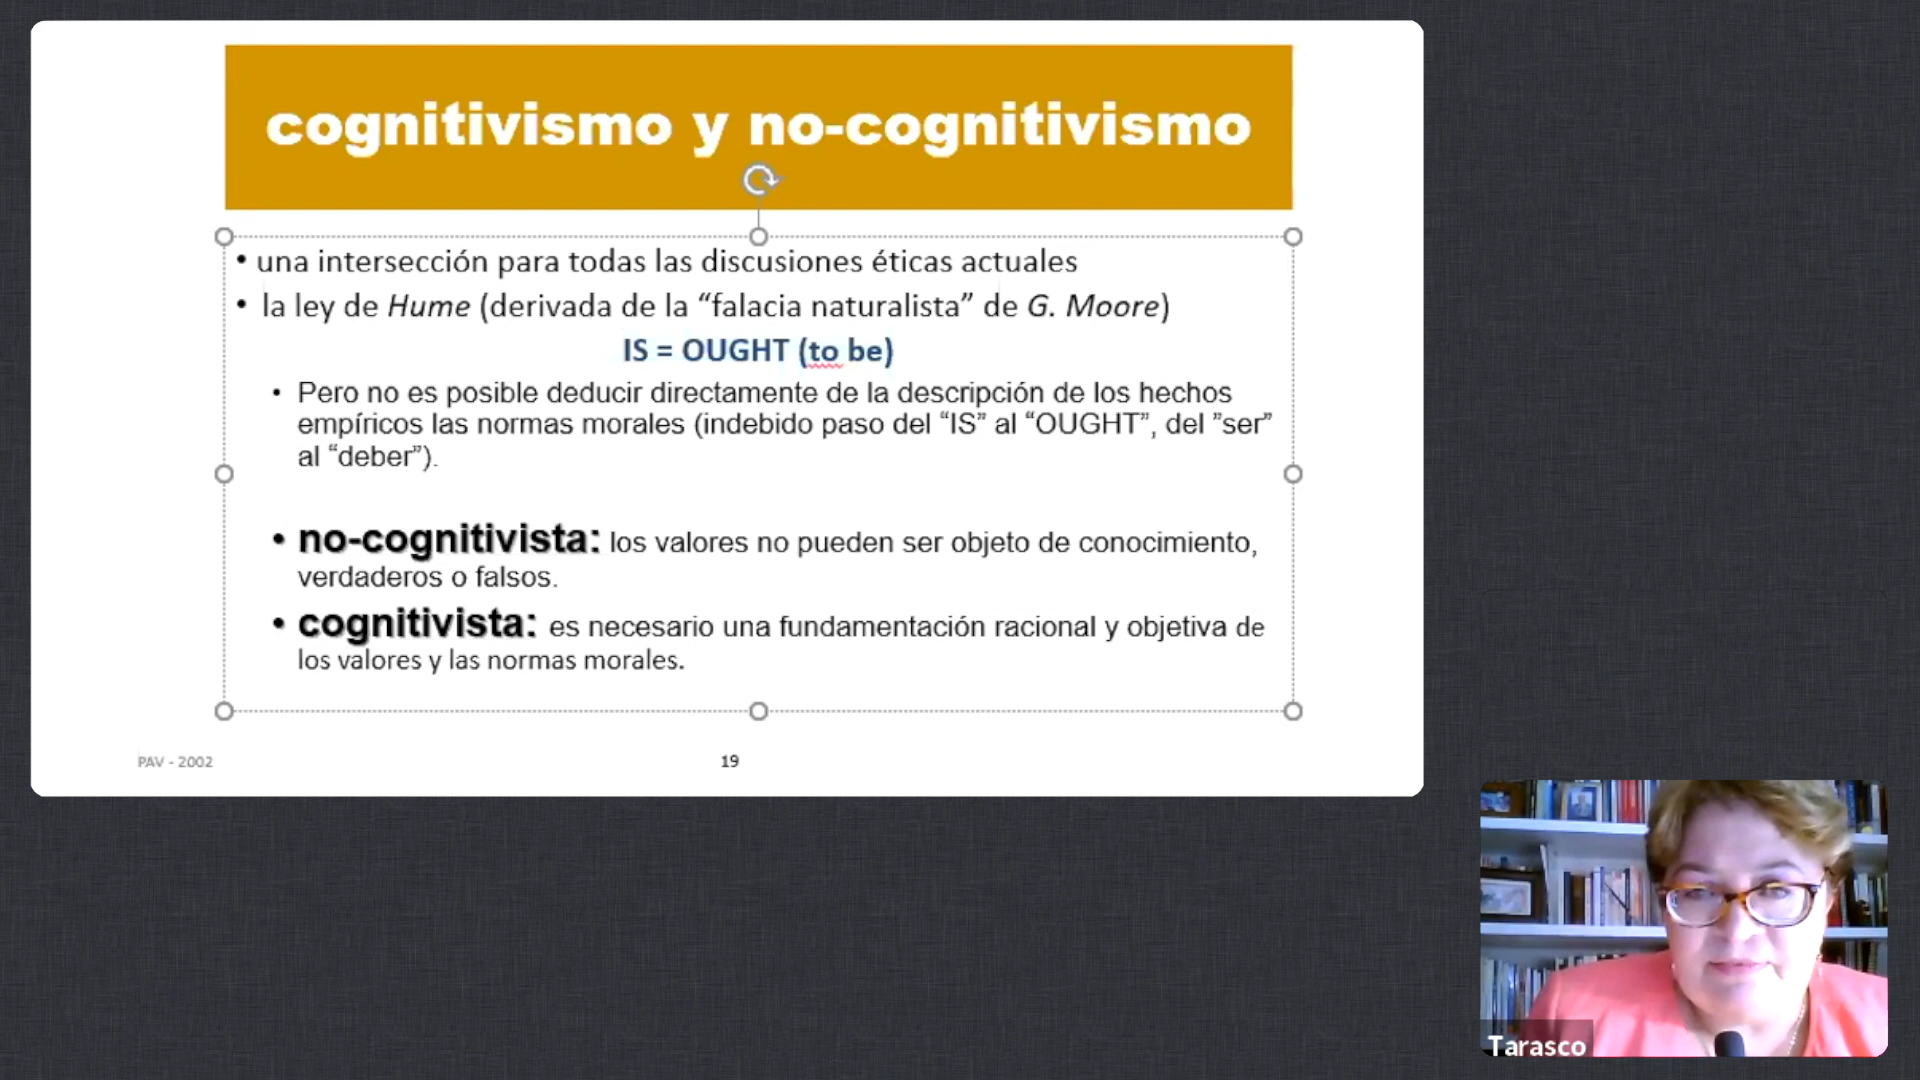 cognitivismo y no-cognitivismo
• una intersección para todas las discusiones éticas actuales
• la ley de Hume (derivada de la “falacia naturalista” de G. Moore)
IS = OUGHT (to be)
• Pero no es posible deducir directamente de la descripción de los hechos
empíricos las normas morales (indebido paso del “IS” al “OUGHT”, del ”ser”
al “deber”).
• no-cognitivista: los valores no pueden ser objeto de conocimiento,
verdaderos o falsos.
• cognitivista: es necesario una fundamentación racional y objetiva de
los valores y las normas morales.
PAV - 2002
19
Tarasco